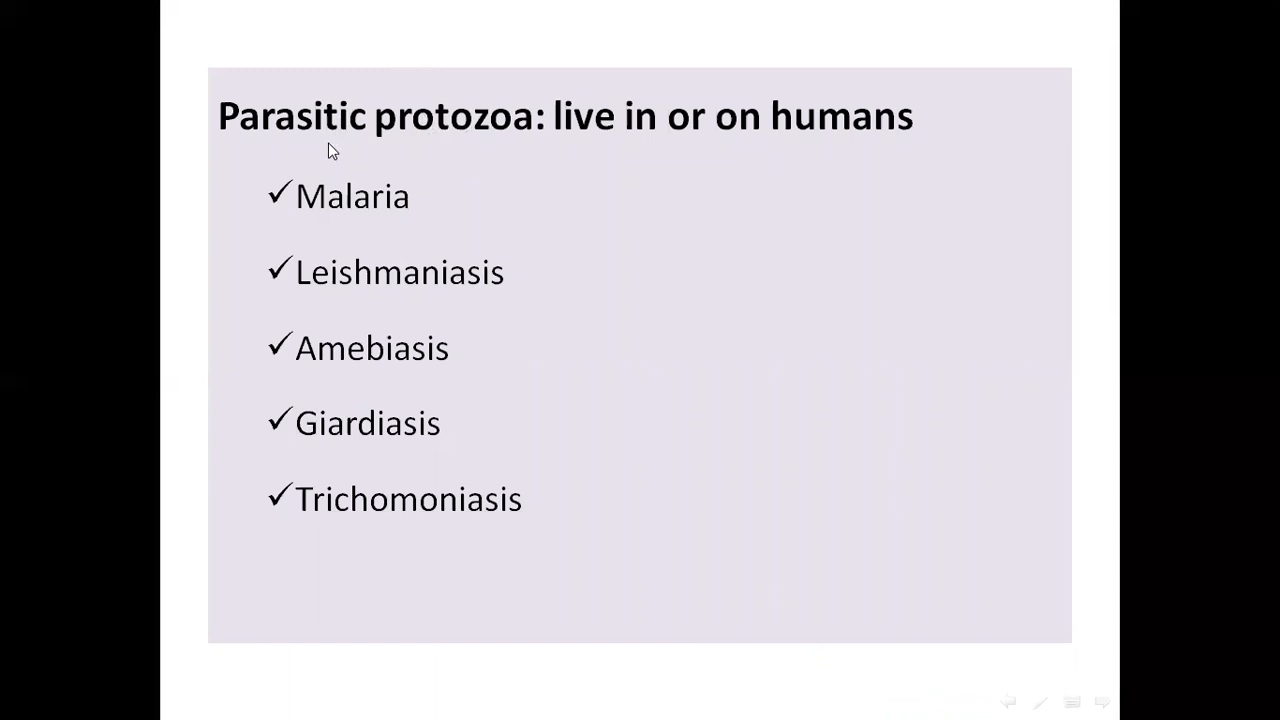 Parasitic protozoa: live in or on humans
✓Malaria
✓Leishmaniasis
✓Amebiasis
✓Giardiasis
✓Trichomoniasis